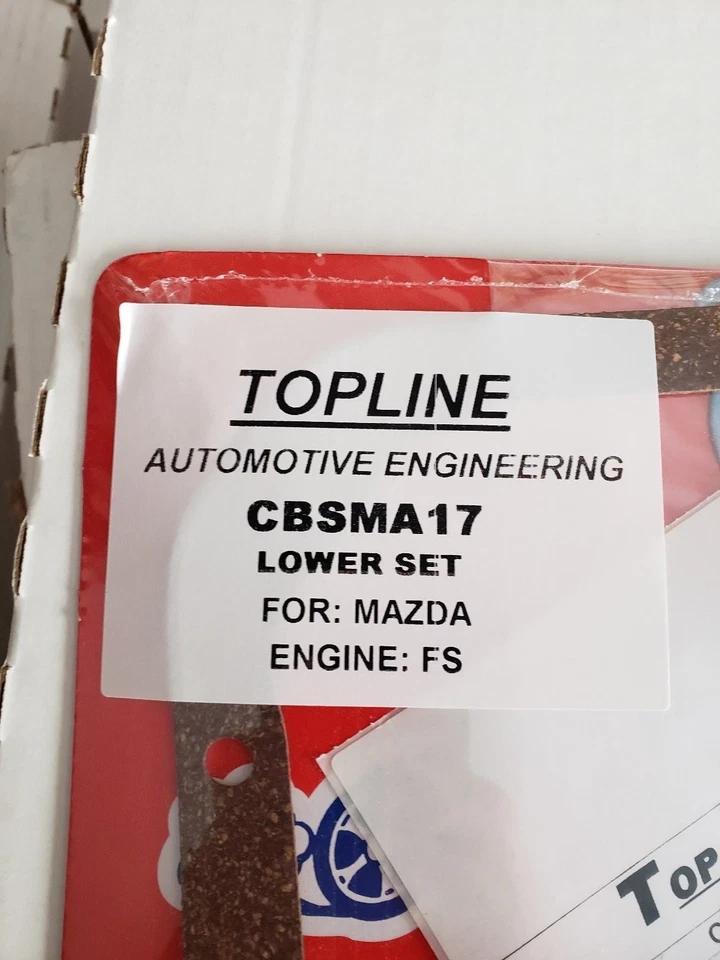 TOPLINE
AUTOMOTIVE ENGINEERING
CBSMA17
LOWER SET
FOR: MAZDA
ENGINE: FS